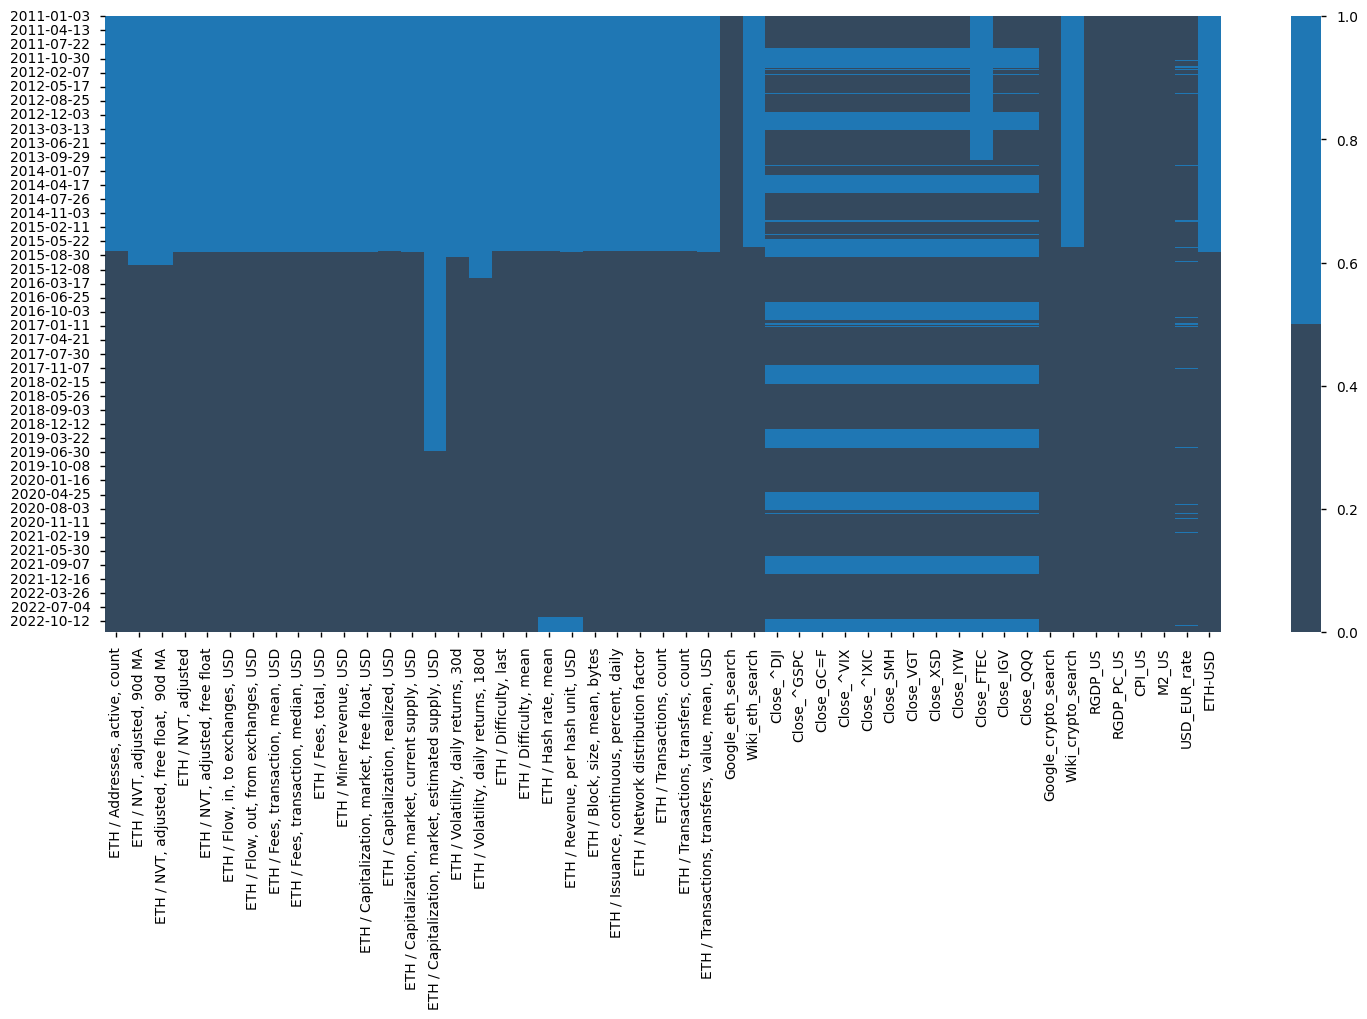 2011-01-03
2011-04-13
2011-07-22
2011-10-30
2012-02-07
2012-05-17
2012-08-25
2012-12-03
2013-03-13
2013-06-21
2013-09-29
2014-01-07
2014-04-17
2014-07-26
2014-11-03
2015-02-11
2015-05-22
2015-08-30
2015-12-08
2016-03-17
2016-06-25
2016-10-03
2017-01-11
2017-04-21
2017-07-30
2017-11-07
2018-02-15
2018-05-26
2018-09-03
2018-12-12
2019-03-22
2019-06-30
2019-10-08
2020-01-16
2020-04-25
2020-08-03
2020-11-11
2021-02-19
2021-05-30
2021-09-07
2021-12-16
2022-03-26
2022-07-04
2022-10-12
ETH / Addresses, active, count
ETH / NVT, adjusted, 90d MA
ETH / NVT, adjusted, free float,  90d MA
ETH / NVT, adjusted
ETH / NVT, adjusted, free float
ETH / Flow, in, to exchanges, USD
ETH / Flow, out, from exchanges, USD
ETH / Fees, transaction, mean, USD
ETH / Fees, transaction, median, USD
ETH / Fees, total, USD
ETH / Miner revenue, USD
ETH / Capitalization, market, free float, USD
ETH / Capitalization, realized, USD
ETH / Capitalization, market, current supply, USD
ETH / Capitalization, market, estimated supply, USD
ETH / Volatility, daily returns, 30d
ETH / Volatility, daily returns, 180d
ETH / Difficulty, last
ETH / Difficulty, mean
ETH / Hash rate, mean
ETH / Revenue, per hash unit, USD
ETH / Block, size, mean, bytes
ETH / Issuance, continuous, percent, daily
ETH / Network distribution factor
ETH / Transactions, count
ETH / Transactions, transfers, count
ETH / Transactions, transfers, value, mean, USD
Google_eth_search
Wiki_eth_search
Close_^DJI
Close_^GSPC
Close_GC=F
Close_^VIX
Close_^IXIC
Close_SMH
Close_VGT
Close_XSD
Close_IYW
Close_FTEC
Close_IGV
Close_QQQ
Google_crypto_search
Wiki_crypto_search
RGDP_US
RGDP_PC_US
CPI_US
M2_US
USD_EUR_rate
ETH-USD
1.0
0.8
0.6
0.4
0.2
0.0